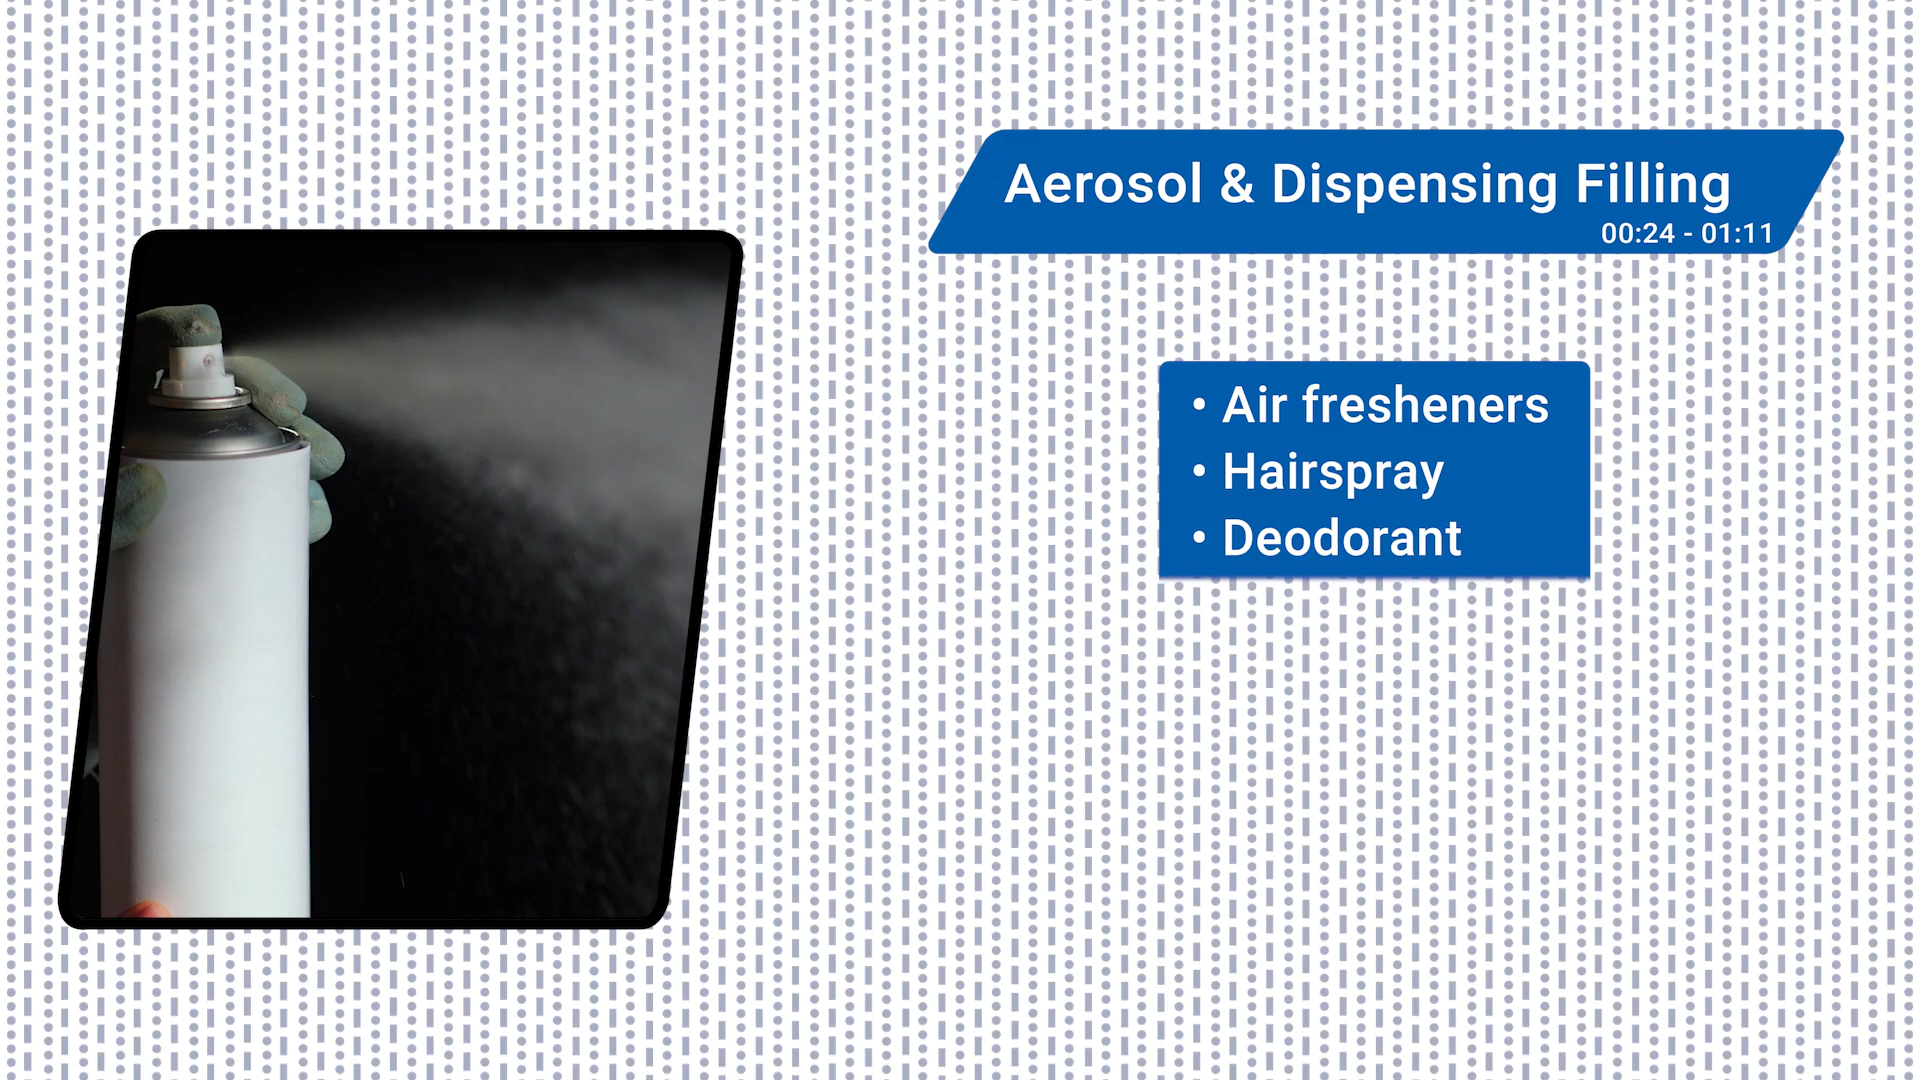 Aerosol & Dispensing Filling
00:24 - 01:11
• Air fresheners
• Hairspray
• Deodorant